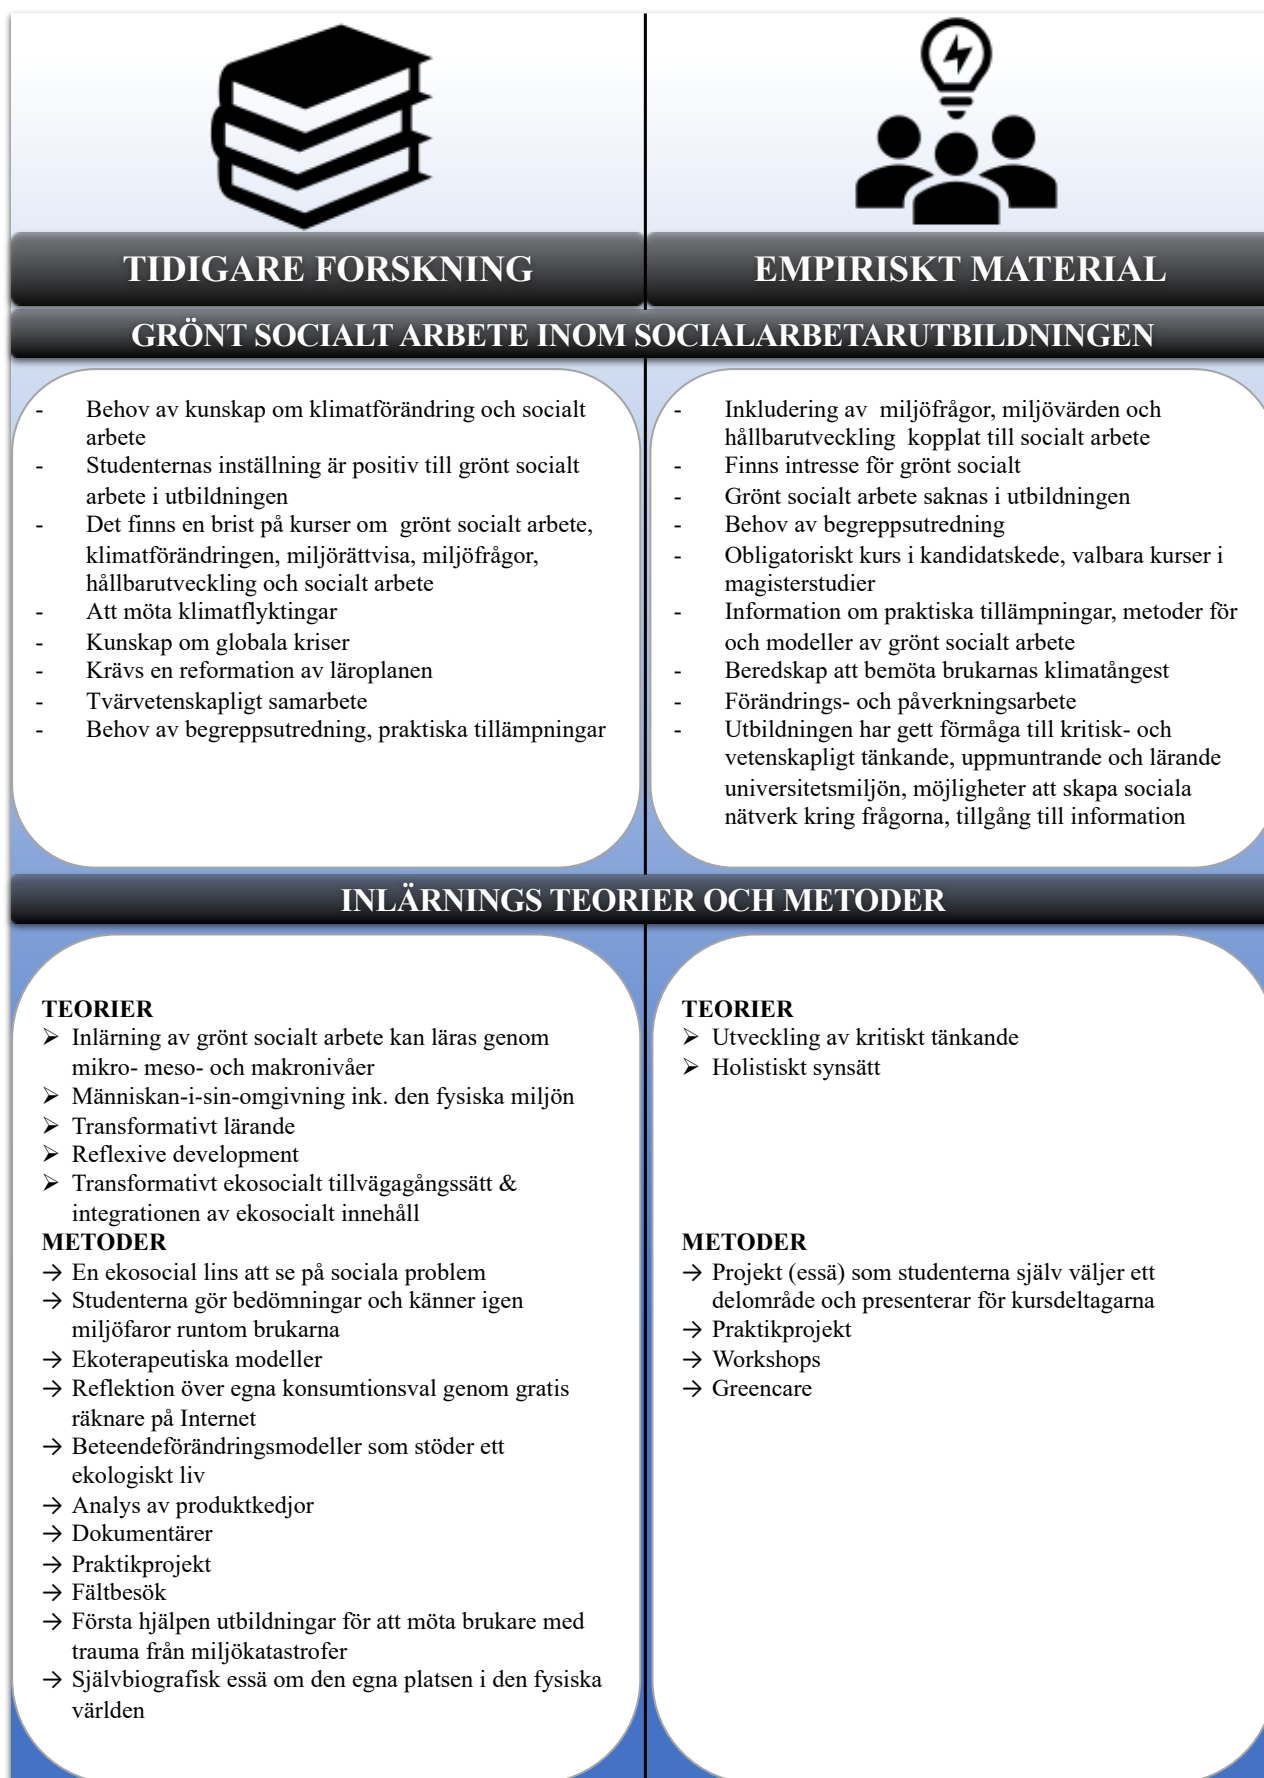 TIDIGARE FORSKNING
EMPIRISKT MATERIAL
GRÖNT SOCIALT ARBETE INOM SOCIALARBETARUTBILDNINGEN
- Behov av kunskap om klimatförändring och socialt
arbete
- Studenternas inställning är positiv till grönt socialt
arbete i utbildningen
- Det finns en brist på kurser om grönt socialt arbete,
klimatförändringen, miljörättvisa, miljöfrågor,
hållbarutveckling och socialt arbete
- Att möta klimatflyktingar
- Kunskap om globala kriser
- Krävs en reformation av läroplanen
- Tvärvetenskapligt samarbete
- Behov av begreppsutredning, praktiska tillämpningar
- Inkludering av miljöfrågor, miljövärden och
hållbarutveckling kopplat till socialt arbete
- Finns intresse för grönt socialt
- Grönt socialt arbete saknas i utbildningen
- Behov av begreppsutredning
- Obligatoriskt kurs i kandidatskede, valbara kurser i
magisterstudier
- Information om praktiska tillämpningar, metoder för
och modeller av grönt socialt arbete
- Beredskap att bemöta brukarnas klimatångest
- Förändrings- och påverkningsarbete
- Utbildningen har gett förmåga till kritisk- och
vetenskapligt tänkande, uppmuntrande och lärande
universitetsmiljön, möjligheter att skapa sociala
nätverk kring frågorna, tillgång till information
INLÄRNINGS TEORIER OCH METODER
TEORIER
➢ Inlärning av grönt socialt arbete kan läras genom
mikro- meso- och makronivåer
➢ Människan-i-sin-omgivning ink. den fysiska miljön
➢ Transformativt lärande
➢ Reflexive development
➢ Transformativt ekosocialt tillvägagångssätt &
integrationen av ekosocialt innehåll
METODER
→ En ekosocial lins att se på sociala problem
→ Studenterna gör bedömningar och känner igen
miljöfaror runtom brukarna
→ Ekoterapeutiska modeller
→ Reflektion över egna konsumtionsval genom gratis
räknare på Internet
→ Beteendeförändringsmodeller som stöder ett
ekologiskt liv
→ Analys av produktkedjor
→ Dokumentärer
→ Praktikprojekt
→ Fältbesök
→ Första hjälpen utbildningar för att möta brukare med
trauma från miljökatastrofer
→ Självbiografisk essä om den egna platsen i den fysiska
världen
TEORIER
➢ Utveckling av kritiskt tänkande
➢ Holistiskt synsätt
METODER
→ Projekt (essä) som studenterna själv väljer ett
delområde och presenterar för kursdeltagarna
→ Praktikprojekt
→ Workshops
→ Greencare